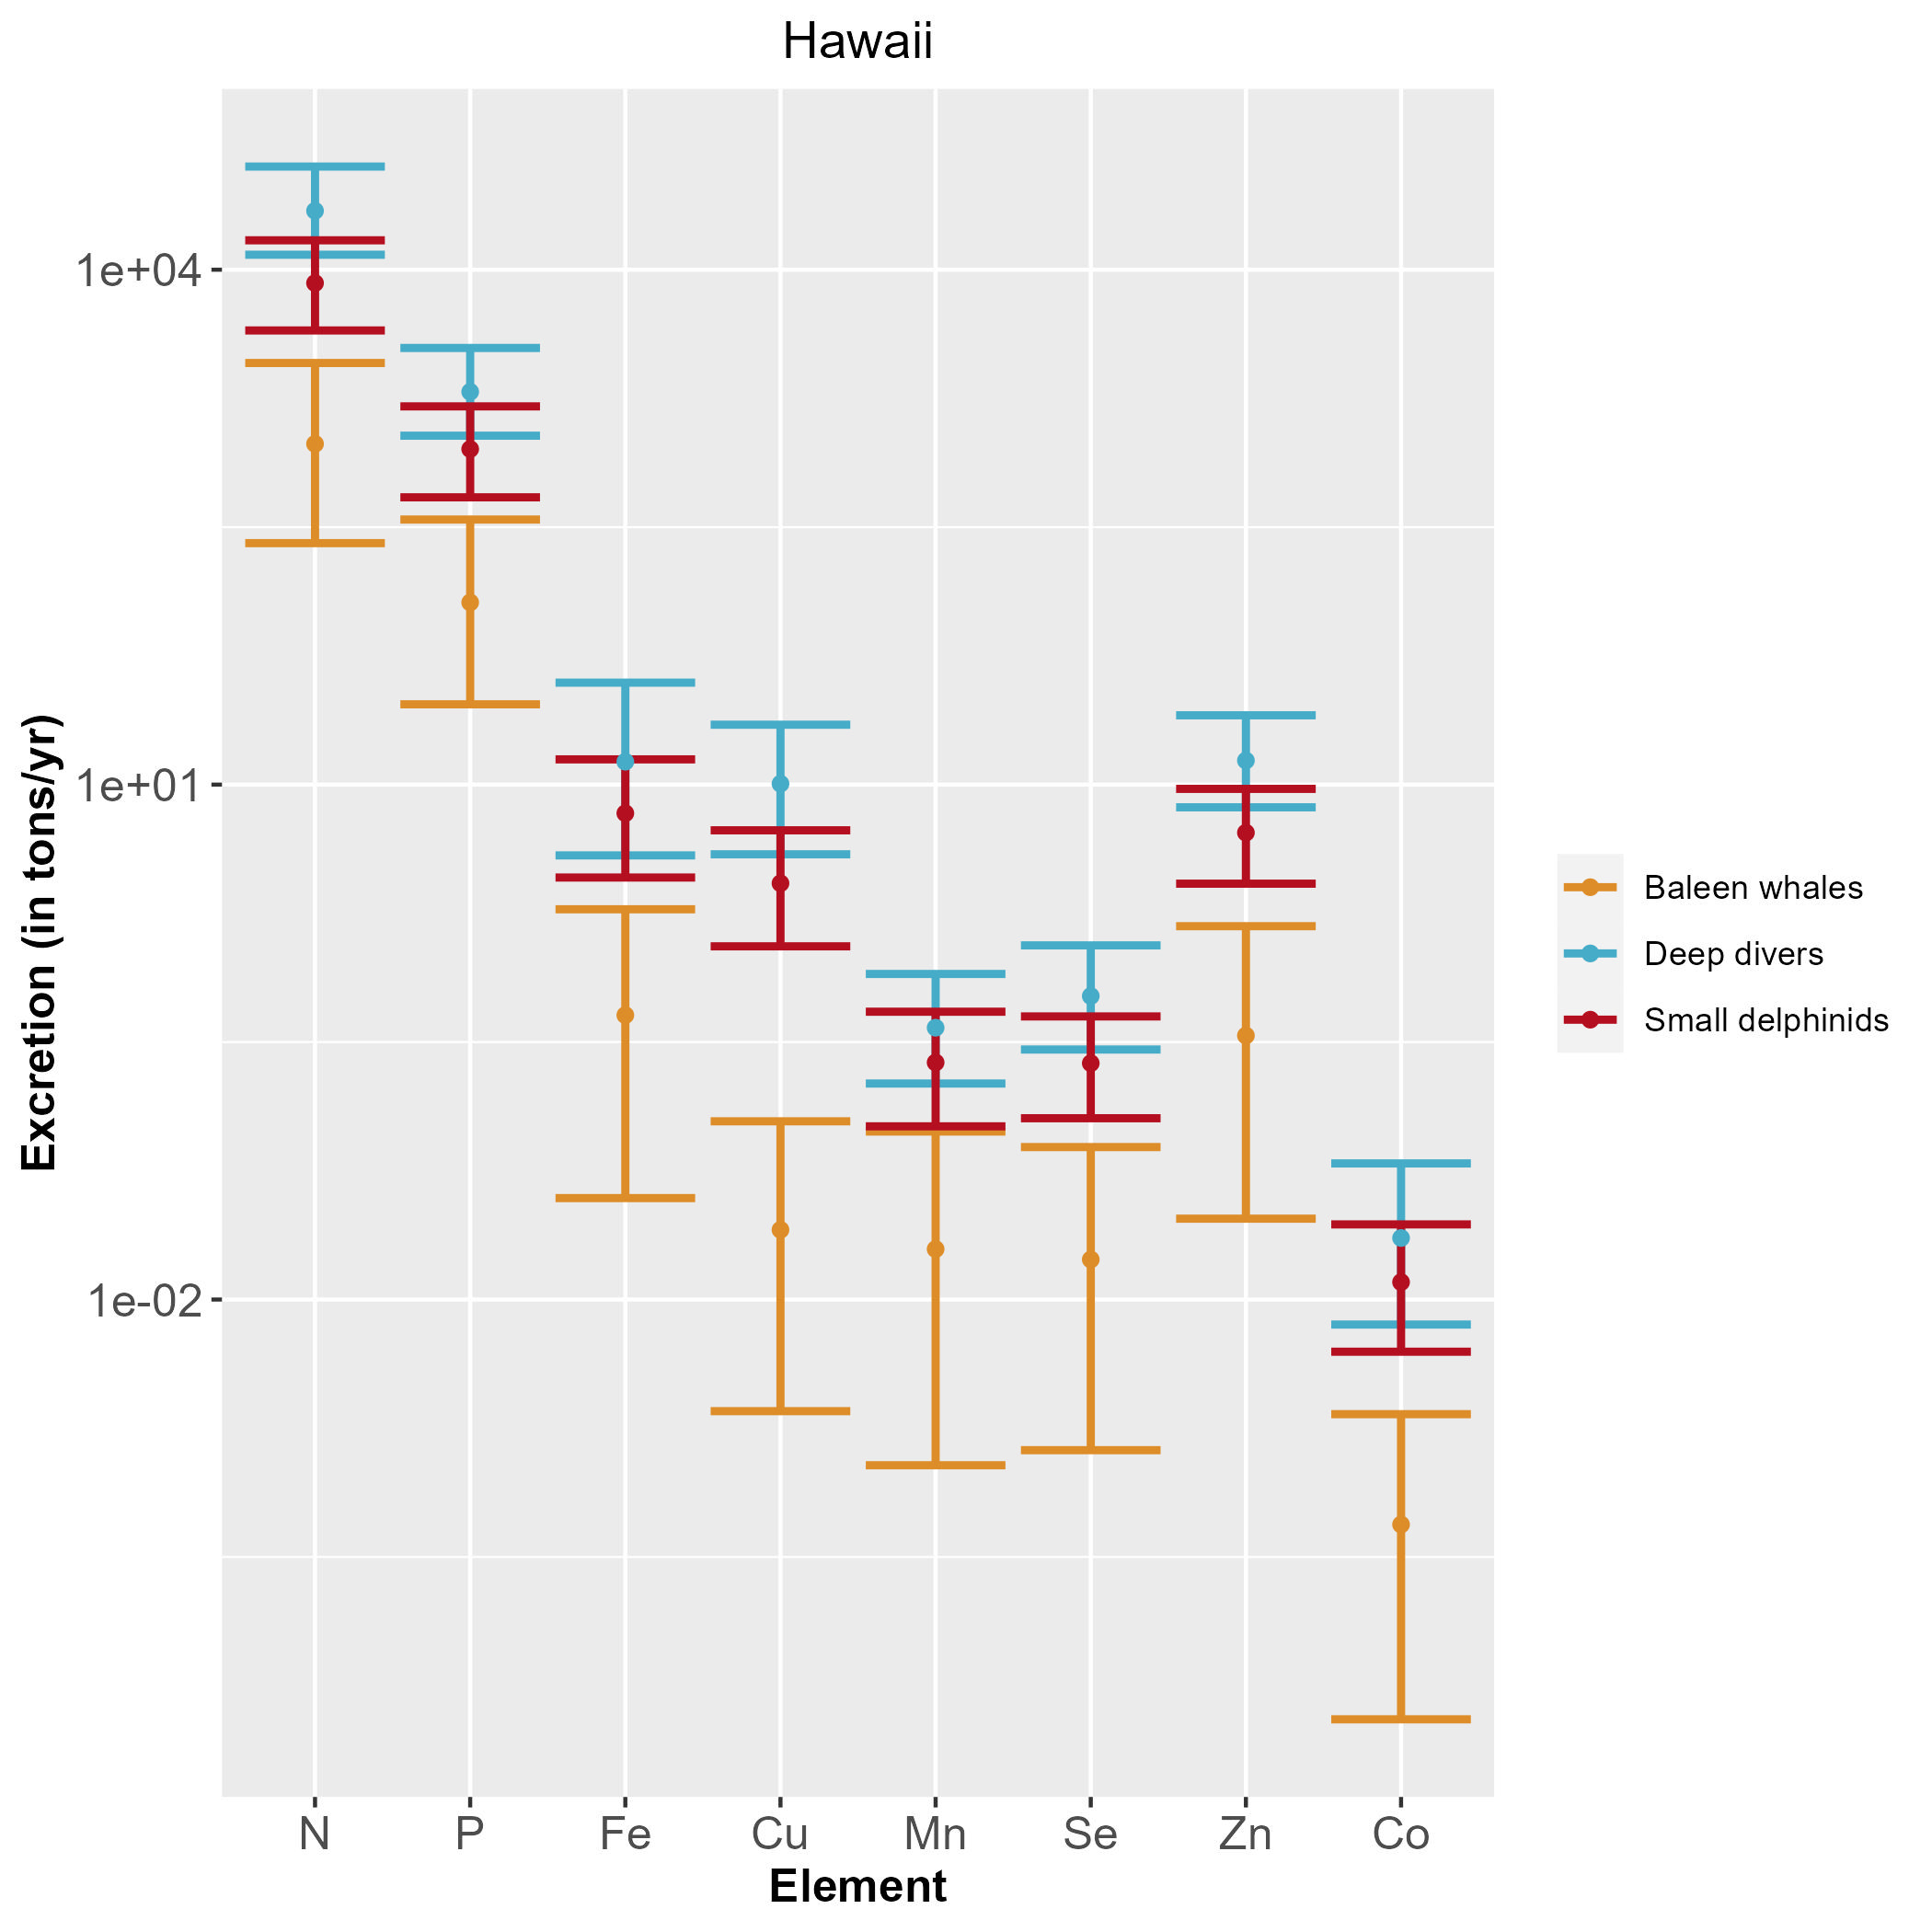 Hawaii
1e+04
1e+01
1e-02
Excretion (in tons/yr)
N P Fe Cu Mn Se Zn Co
Element
Baleen whales
Deep divers
Small delphinids